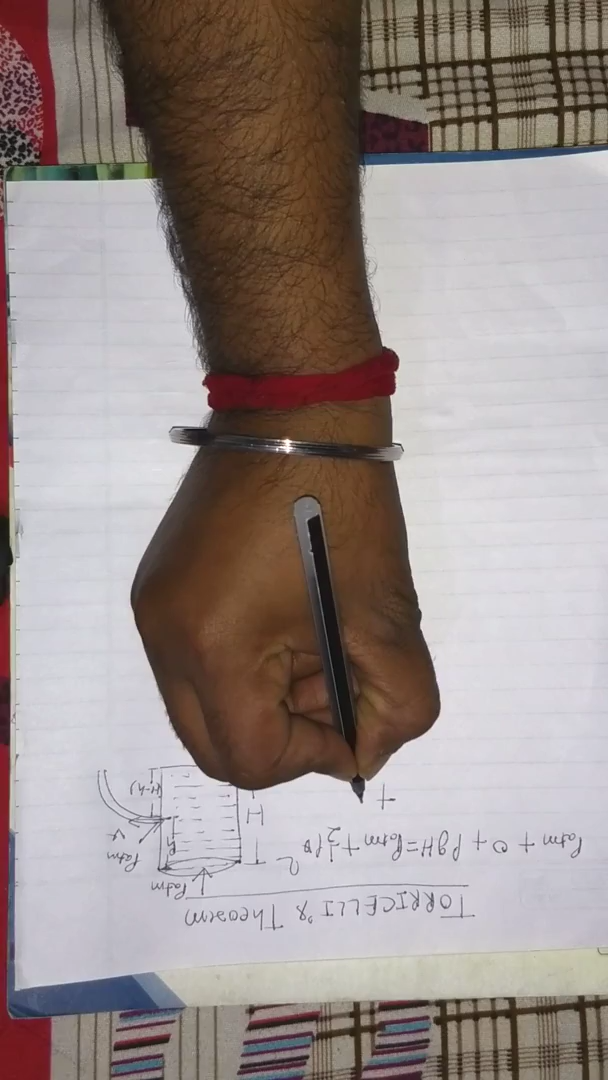 TORRICELLI'S Theorem
Patm + 0 + ρgH = Patm + ½ρv²
+
Patm
Patm
v
h
H
(H-h)